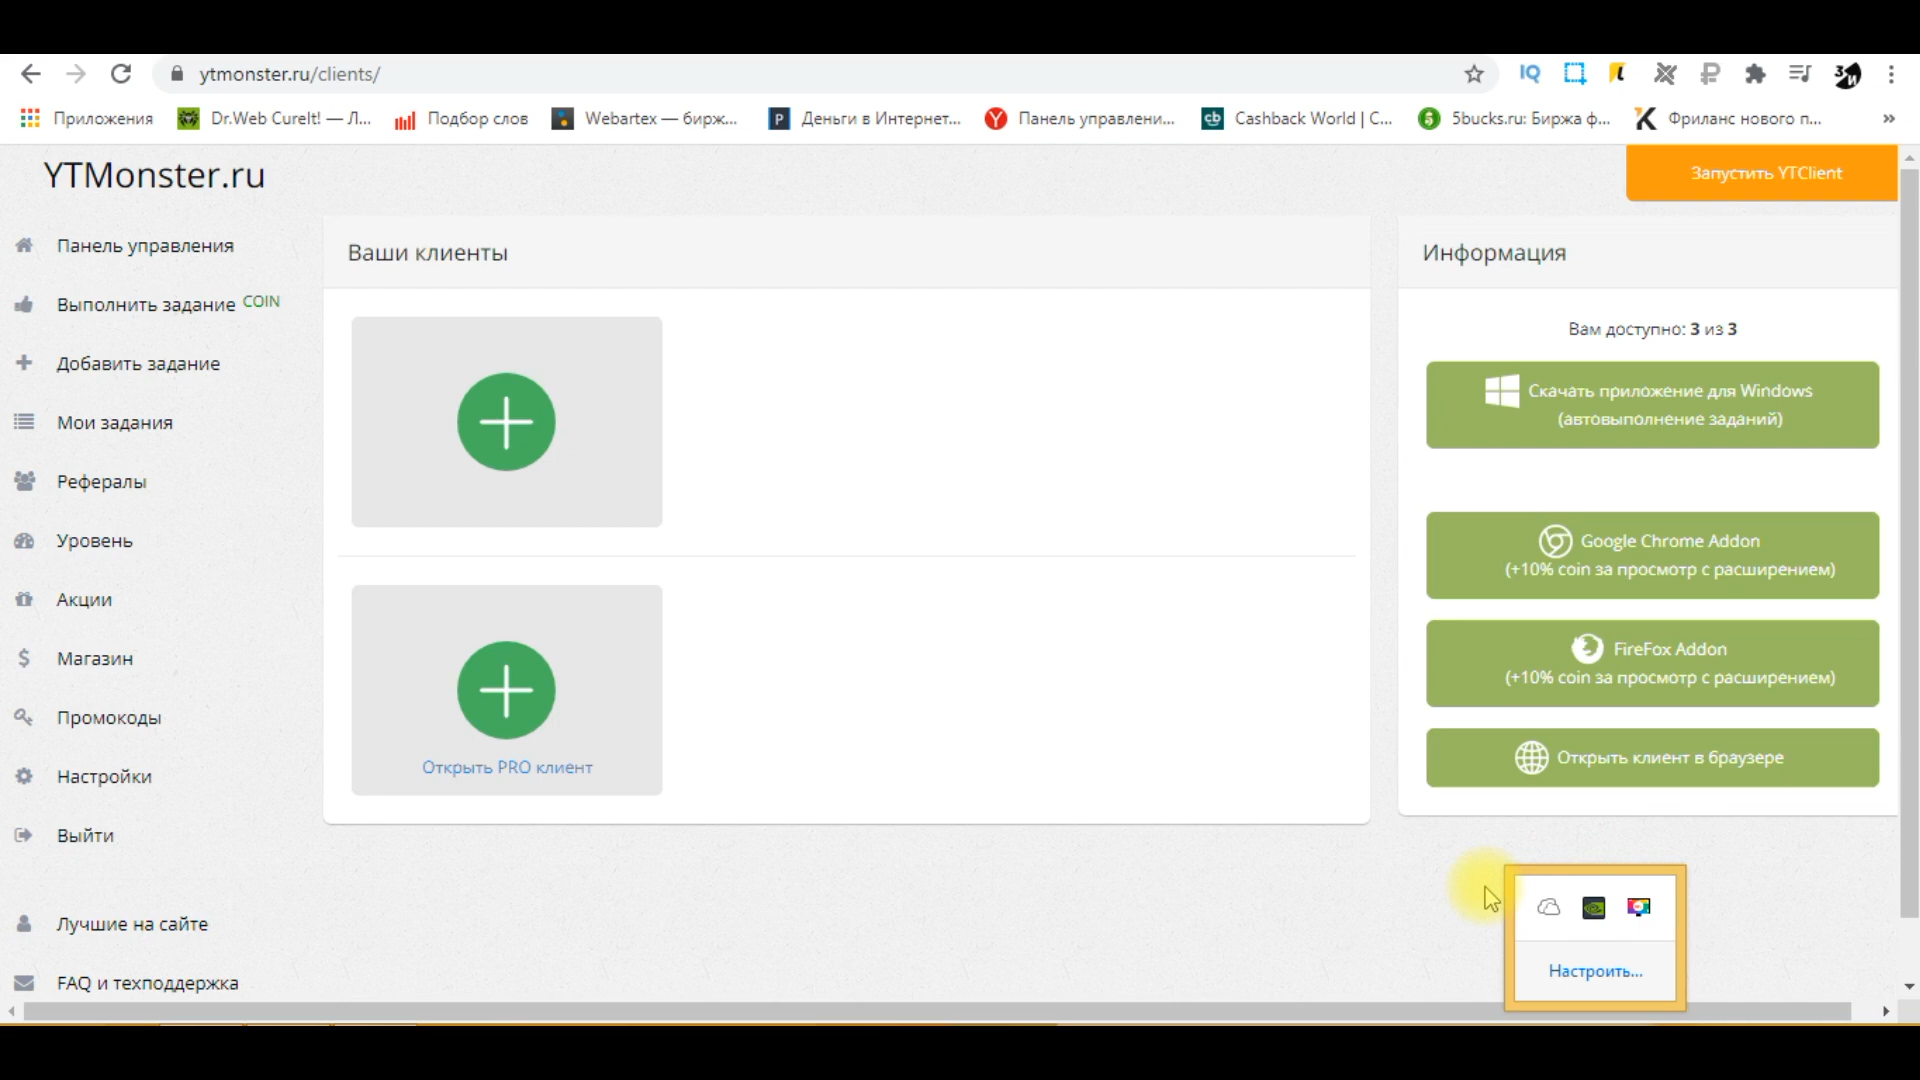 ytmonster.ru/clients/
Приложения
Dr.Web CureIt! — Л...
Подбор слов
Webartex — бирж...
Деньги в Интернет...
Панель управлени...
Cashback World | C...
5bucks.ru: Биржа ф...
Фриланс нового п...
»
YTMonster.ru
Запустить YTClient
Панель управления
Выполнить задание COIN
Добавить задание
Мои задания
Рефералы
Уровень
Акции
Магазин
Промокоды
Настройки
Выйти
Лучшие на сайте
FAQ и техподдержка
Ваши клиенты
Открыть PRO клиент
Информация
Вам доступно: 3 из 3
Скачать приложение для Windows
(автовыполнение заданий)
Google Chrome Addon
(+10% coin за просмотр с расширением)
FireFox Addon
(+10% coin за просмотр с расширением)
Открыть клиент в браузере
Настроить...